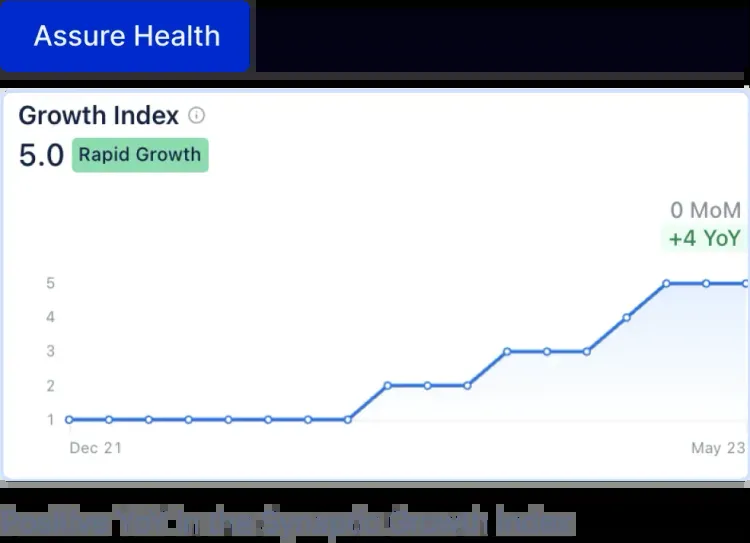 Assure Health
Growth Index
5.0 Rapid Growth
0 MoM
+4 YoY
5
4
3
2
1
Dec 21
May 23